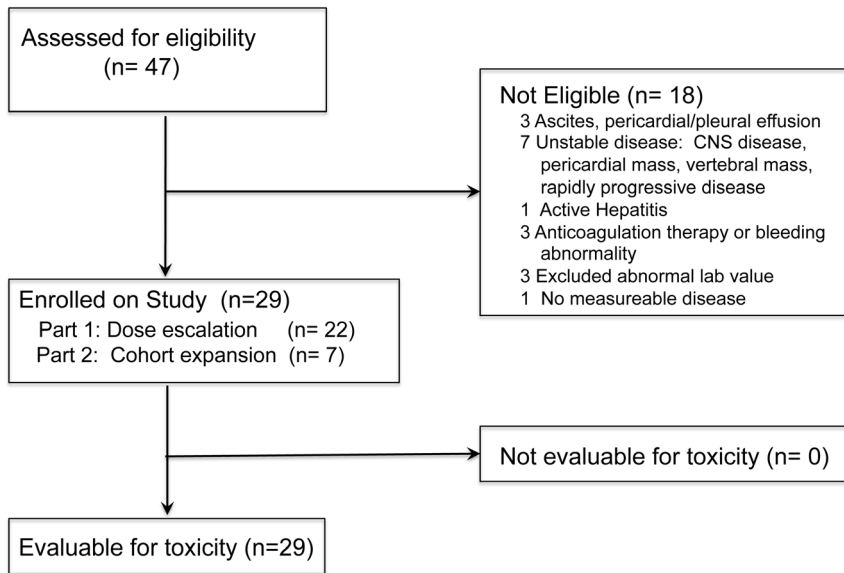 Assessed for eligibility
(n= 47)
Not Eligible (n= 18)
3 Ascites, pericardial/pleural effusion
7 Unstable disease: CNS disease,
pericardial mass, vertebral mass,
rapidly progressive disease
1 Active Hepatitis
3 Anticoagulation therapy or bleeding
abnormality
3 Excluded abnormal lab value
1 No measureable disease
Enrolled on Study (n=29)
Part 1: Dose escalation (n= 22)
Part 2: Cohort expansion (n= 7)
Not evaluable for toxicity (n= 0)
Evaluable for toxicity (n=29)